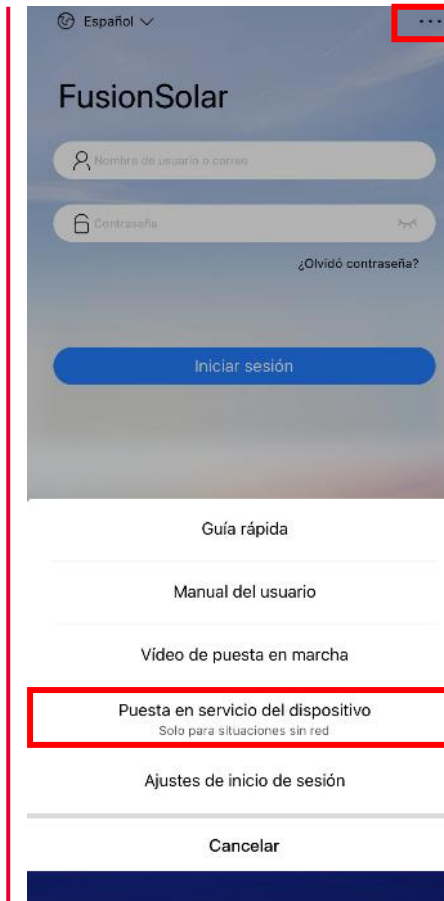 Español
FusionSolar
Nombre de usuario o correo
Contraseña
¿Olvidó contraseña?
Iniciar sesión
Guía rápida
Manual del usuario
Vídeo de puesta en marcha
Puesta en servicio del dispositivo
Solo para situaciones sin red
Ajustes de inicio de sesión
Cancelar